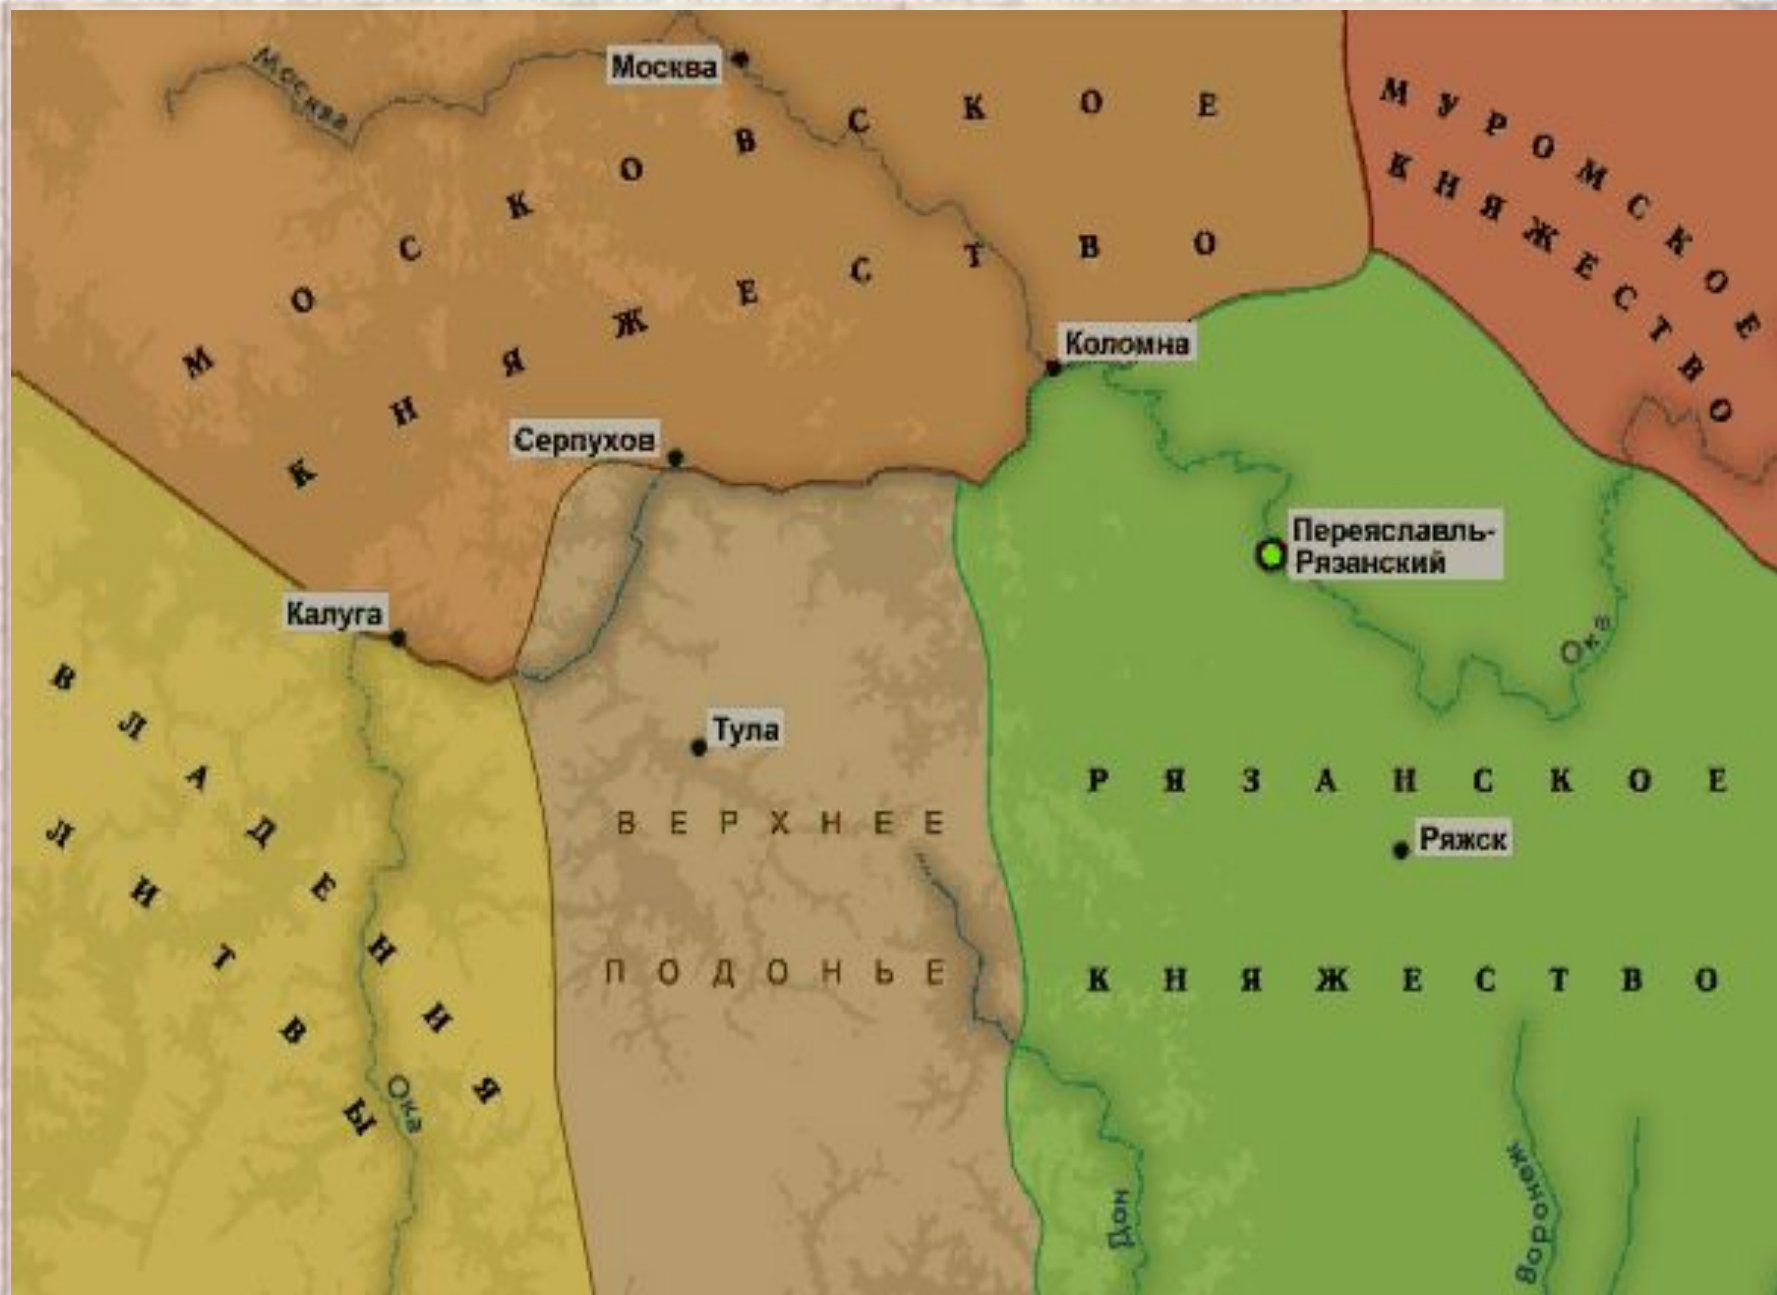 Москва
Москва
МОСКОВСКОЕ
КНЯЖЕСТВО
МУРОМСКОЕ
КНЯЖЕСТВО
Коломна
Серпухов
Переяславль-
Рязанский
Калуга
Ока
Тула
ВЛАДЕНИЯ
ЛИТВЫ
ВЕРХНЕЕ
ПОДОНЬЕ
РЯЗАНСКОЕ
Ряжск
КНЯЖЕСТВО
Ока
Дон
Воронеж